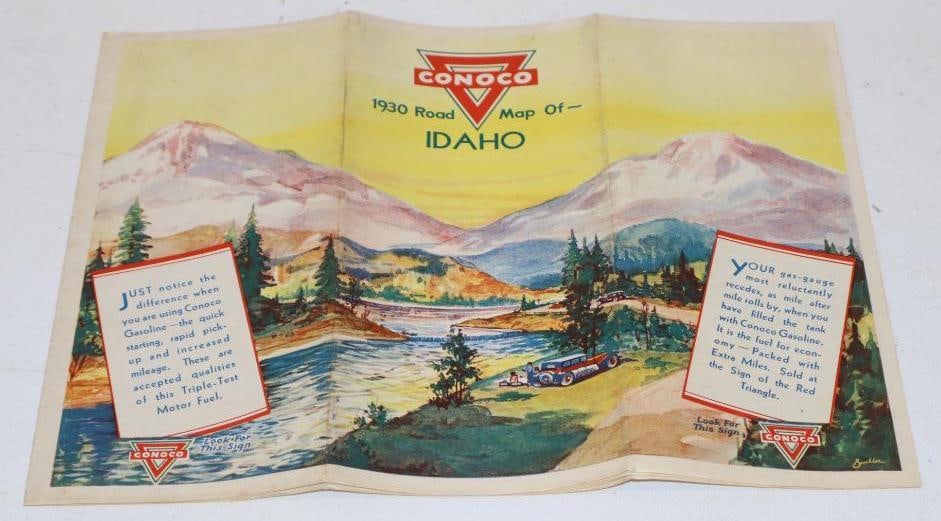 CONOCO
1930 Road Map Of—
IDAHO
JUST notice the
difference when
you are using Conoco
Gasoline—the quick
starting, rapid pick-
up and increased
mileage. These are
accepted qualities
of this Triple-Test
Motor Fuel.
CONOCO
Look For
This Sign
YOUR gas-gauge
most reluctantly
recedes, as mile after
mile rolls by, when you
have filled the tank
with Conoco Gasoline.
It is the fuel for econ-
omy—Packed with
Extra Miles. Sold at
the Sign of the Red
Triangle.
Look For
This Sign
CONOCO